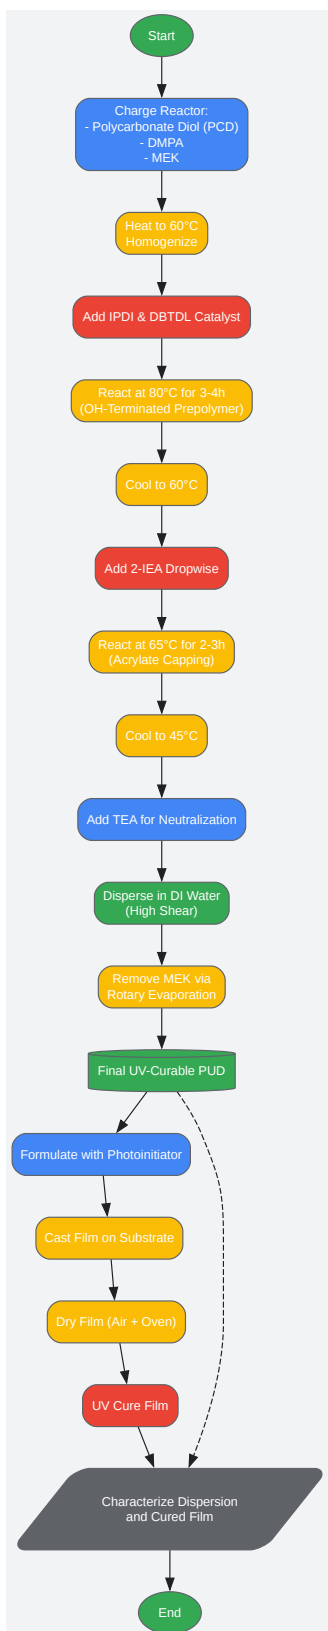 Start
Charge Reactor:
- Polycarbonate Diol (PCD)
- DMPA
- MEK
Heat to 60°C
Homogenize
Add IPDI & DBTDL Catalyst
React at 80°C for 3-4h
(OH-Terminated Prepolymer)
Cool to 60°C
Add 2-IEA Dropwise
React at 65°C for 2-3h
(Acrylate Capping)
Cool to 45°C
Add TEA for Neutralization
Disperse in DI Water
(High Shear)
Remove MEK via
Rotary Evaporation
Final UV-Curable PUD
Formulate with Photoinitiator
Cast Film on Substrate
Dry Film (Air + Oven)
UV Cure Film
Characterize Dispersion
and Cured Film
End